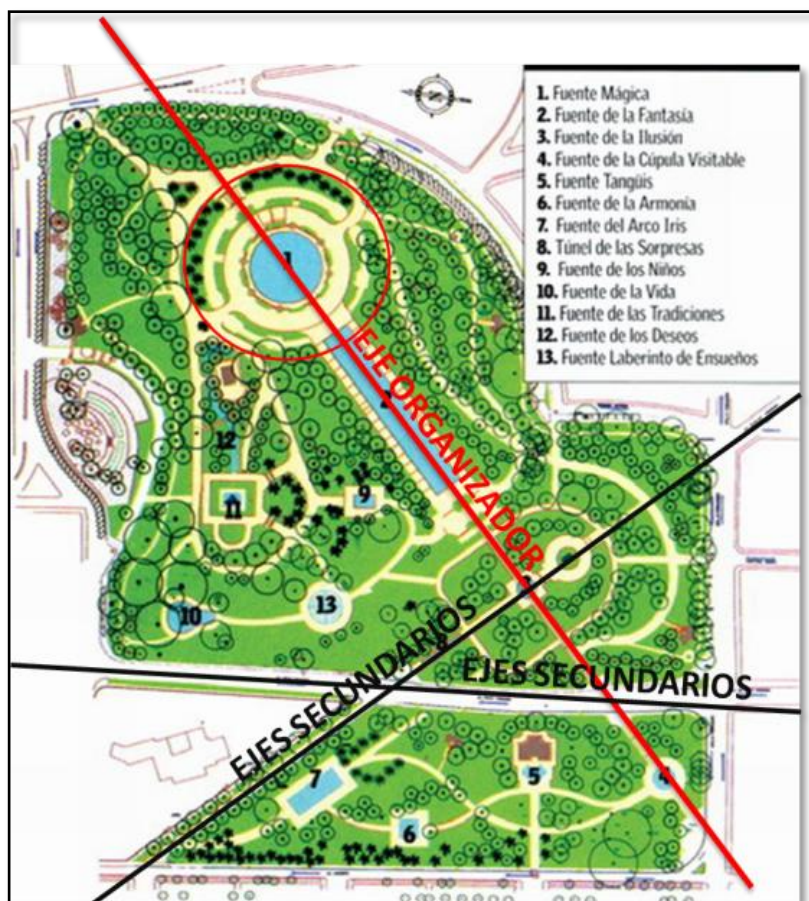 1. Fuente Mágica
2. Fuente de la Fantasía
3. Fuente de la Ilusión
4. Fuente de la Cúpula Visitable
5. Fuente Tangüis
6. Fuente de la Armonía
7. Fuente del Arco Iris
8. Túnel de las Sorpresas
9. Fuente de los Niños
10. Fuente de la Vida
11. Fuente de las Tradiciones
12. Fuente de los Deseos
13. Fuente Laberinto de Ensueños
1
EJE ORGANIZADOR
2
12
9
11
3
13
10
EJES SECUNDARIOS
EJES SECUNDARIOS
7
5
4
6